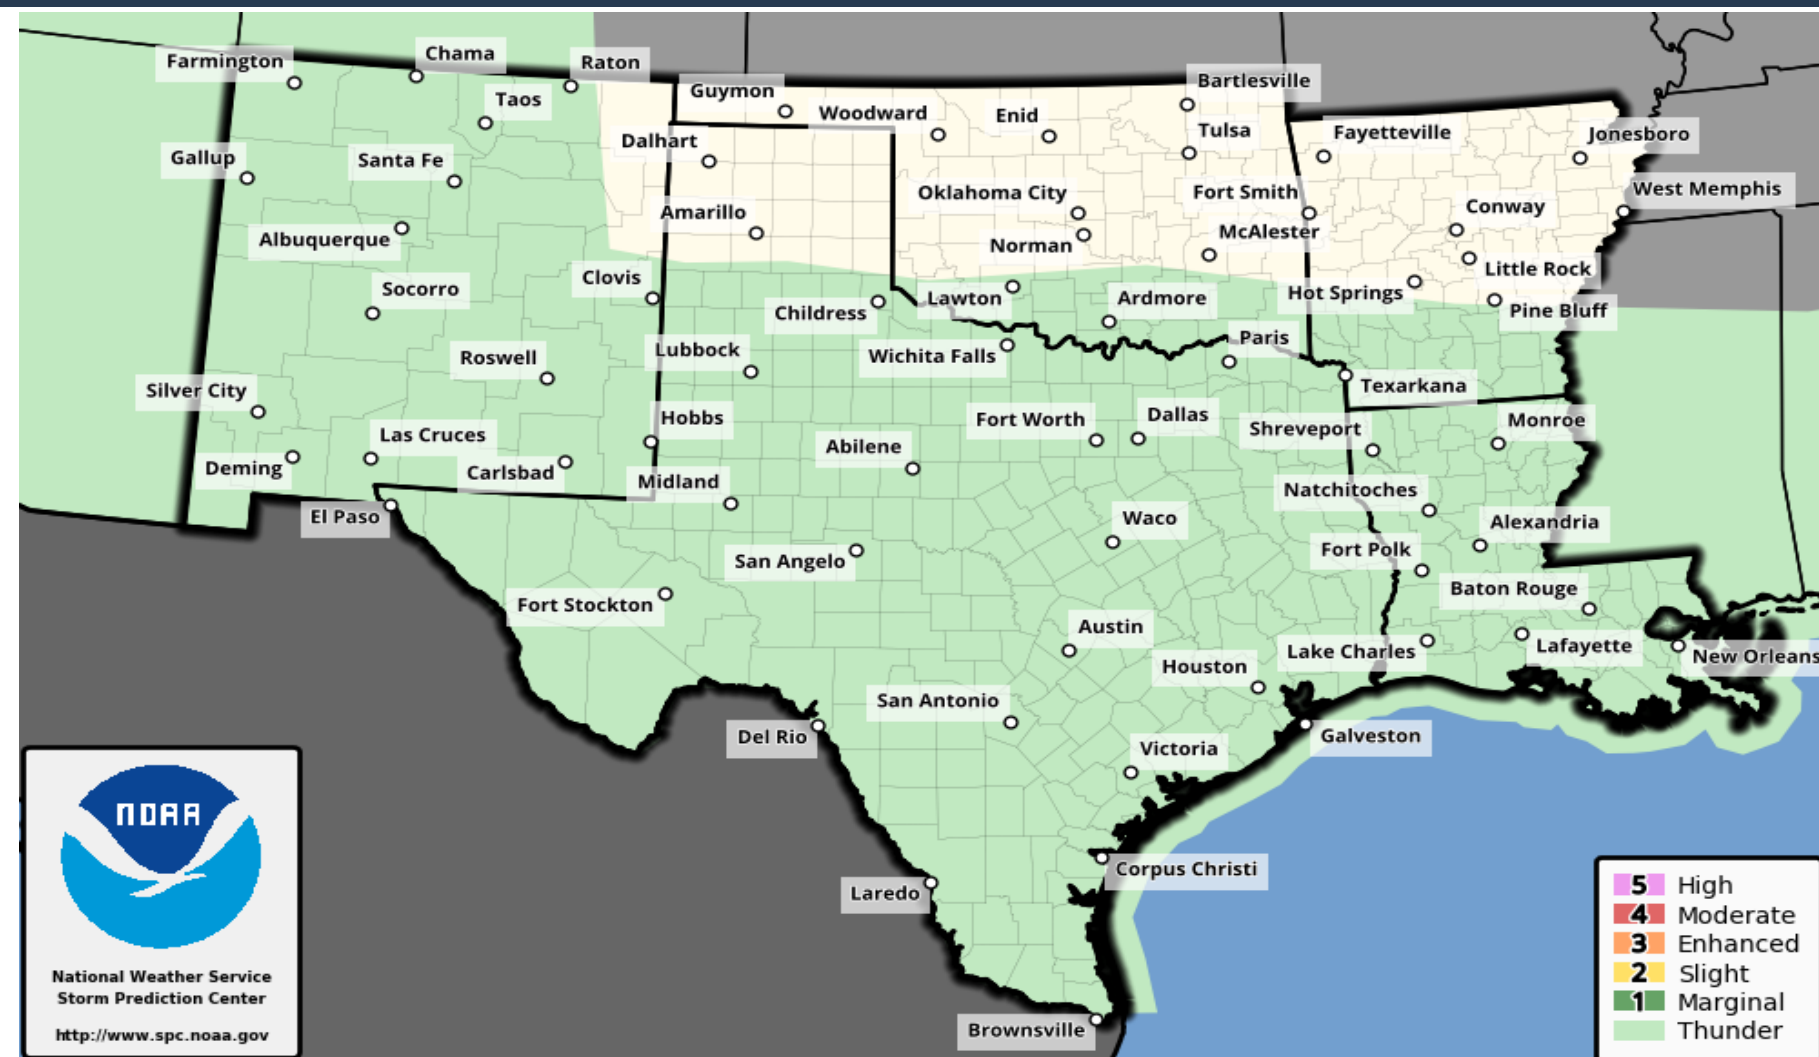 Farmington
Chama
Raton
Guymon
Bartlesville
Taos
Woodward
Enid
Tulsa
Fayetteville
Jonesboro
Dalhart
Gallup
Santa Fe
Oklahoma City
Fort Smith
West Memphis
Amarillo
Conway
Albuquerque
Norman
McAlester
Clovis
Little Rock
Socorro
Childress
Lawton
Ardmore
Hot Springs
Pine Bluff
Roswell
Lubbock
Wichita Falls
Paris
Silver City
Texarkana
Hobbs
Fort Worth
Dallas
Shreveport
Monroe
Las Cruces
Abilene
Deming
Carlsbad
Midland
Natchitoches
El Paso
Waco
Alexandria
San Angelo
Fort Polk
Fort Stockton
Baton Rouge
Austin
Houston
Lake Charles
Lafayette
New Orleans
San Antonio
Del Rio
Victoria
Galveston
Corpus Christi
Laredo
Brownsville
NOAA
National Weather Service
Storm Prediction Center
http://www.spc.noaa.gov
5 High
4 Moderate
3 Enhanced
2 Slight
1 Marginal
Thunder